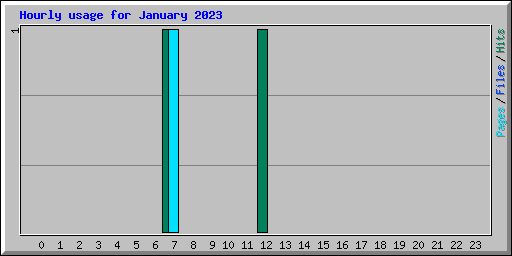 Hourly usage for January 2023
1
Pages/Files/Hits
0 1 2 3 4 5 6 7 8 9 10 11 12 13 14 15 16 17 18 19 20 21 22 23